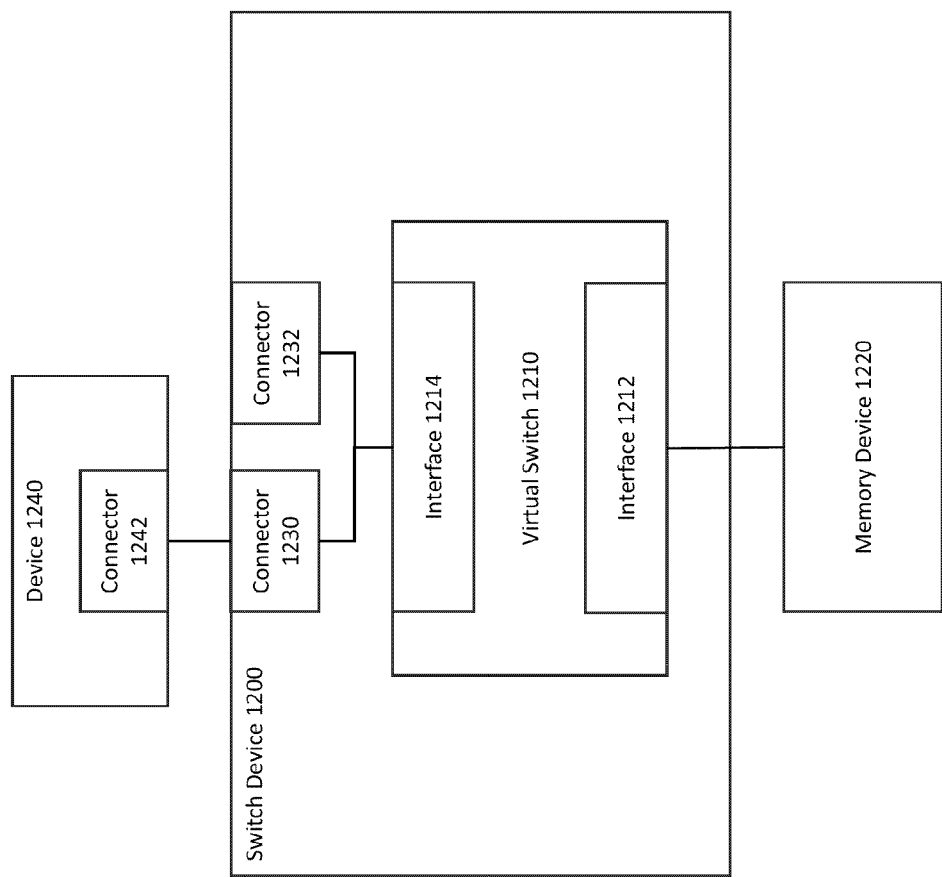 Device 1240
Connector
1242
Switch Device 1200
Connector
1230
Connector
1232
Interface 1214
Virtual Switch 1210
Interface 1212
Memory Device 1220